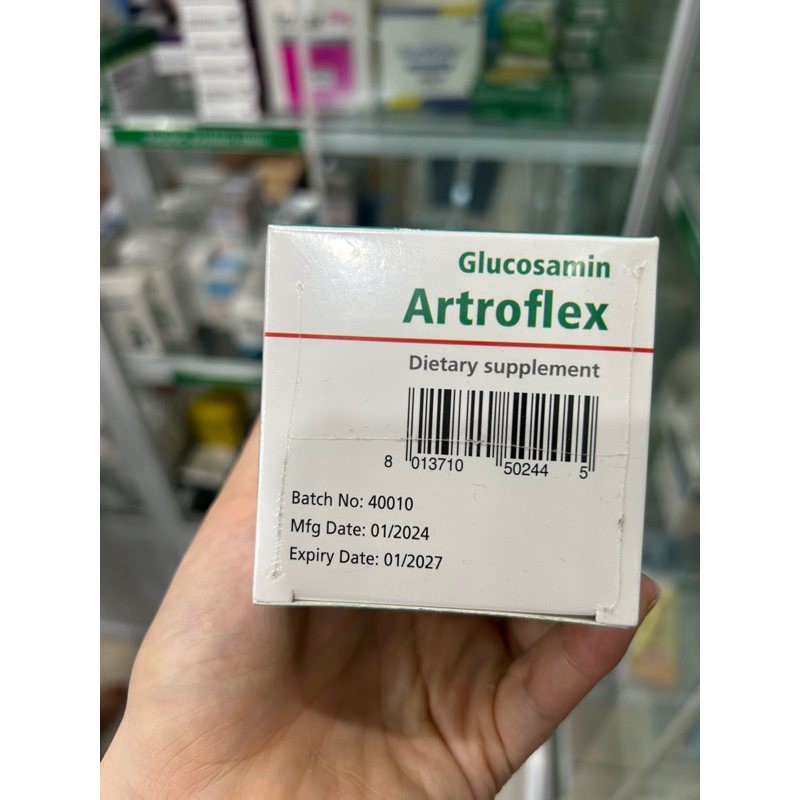 Glucosamin
Artroflex
Dietary supplement
8 013710 50244 5
Batch No: 40010
Mfg Date: 01/2024
Expiry Date: 01/2027